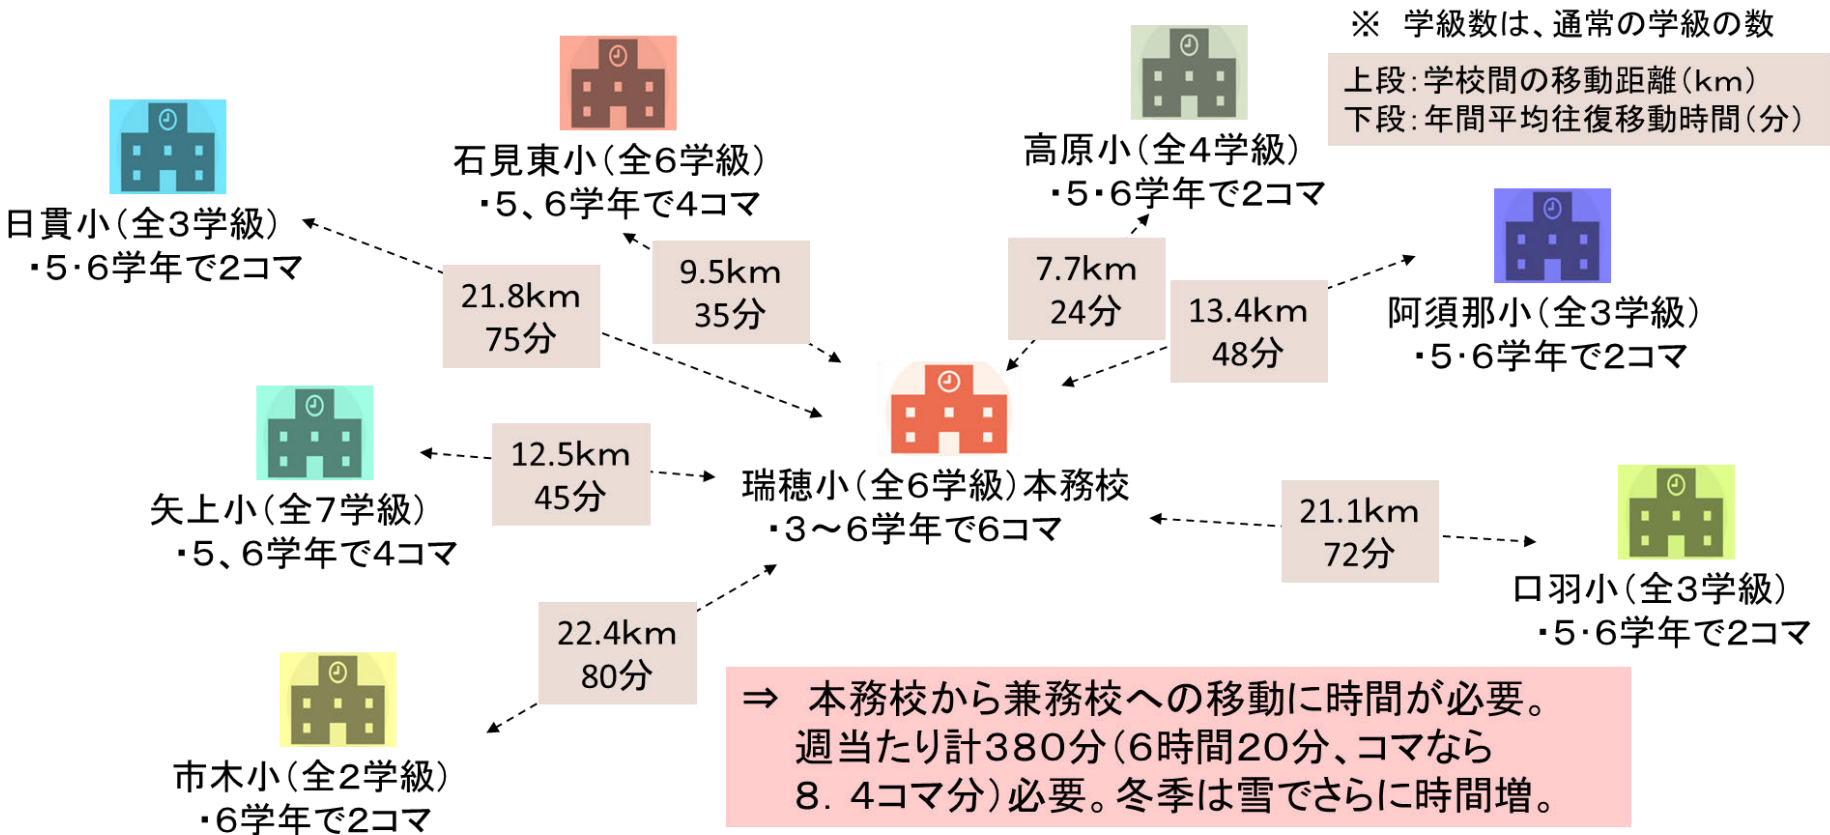 ※　学級数は、通常の学級の数
上段：学校間の移動距離（km）
下段：年間平均往復移動時間（分）
石見東小（全６学級）
・５、６学年で４コマ
高原小（全４学級）
・５・６学年で２コマ
日貫小（全３学級）
・５・６学年で２コマ
阿須那小（全３学級）
・５・６学年で２コマ
21.8km
75分
9.5km
35分
7.7km
24分
13.4km
48分
矢上小（全７学級）
・５、６学年で４コマ
12.5km
45分
瑞穂小（全６学級）本務校
・３～６学年で６コマ
21.1km
72分
口羽小（全３学級）
・５・６学年で２コマ
22.4km
80分
市木小（全２学級）
・６学年で２コマ
⇒　本務校から兼務校への移動に時間が必要。
週当たり計３８０分（６時間２０分、コマなら
８．４コマ分）必要。冬季は雪でさらに時間増。